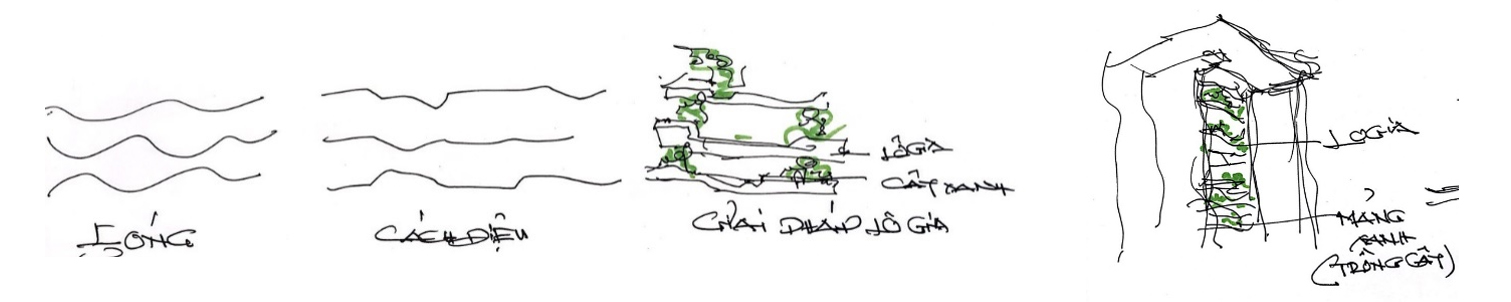 SÓNG
CÁCH ĐIỆU
LÔGIA
CÂY XANH
GIẢI PHÁP LÔ GIA
LOGIA
MẢNG
XANH
(TRỒNG CÂY)